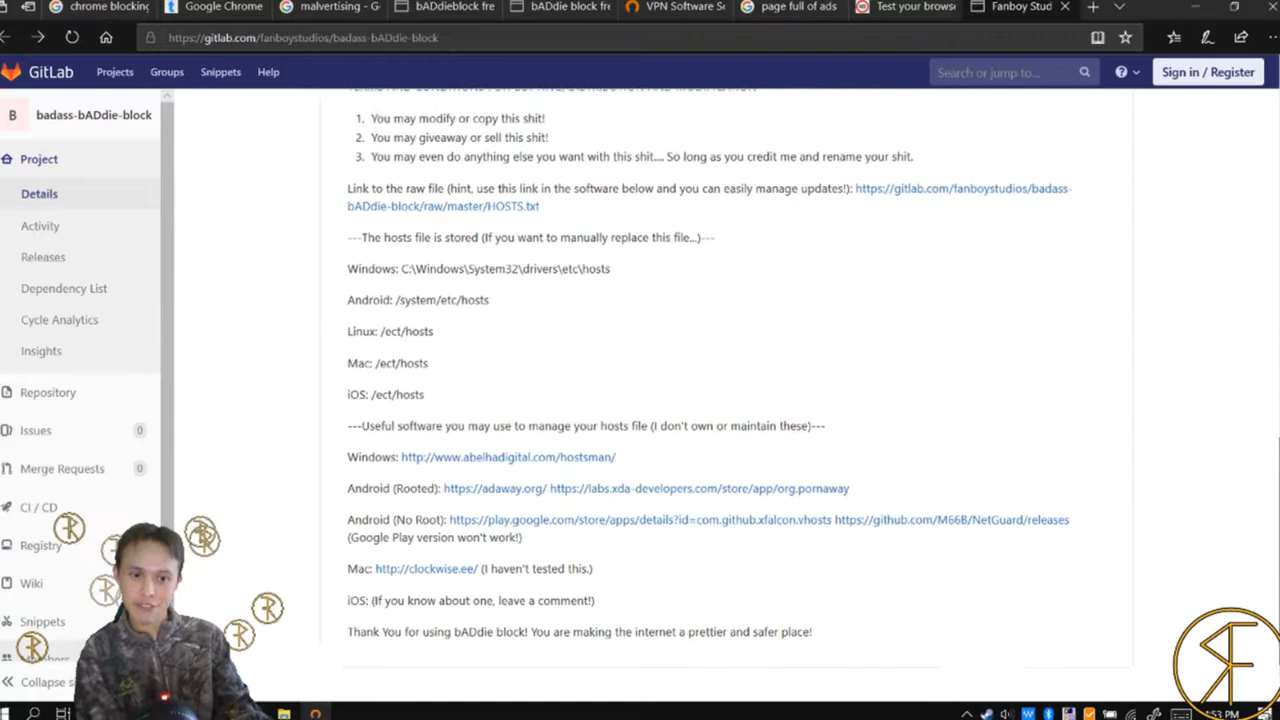 chrome blocking
Google Chrome
malvertising - G
bADdieblock fre
bADdie block fre
VPN Software Se
page full of ads
Test your browse
Fanboy Stud
https://gitlab.com/fanboystudios/badass-bADdie-block
GitLab
Projects
Groups
Snippets
Help
Search or jump to...
Sign in / Register
B
badass-bADdie-block
Project
Details
Activity
Releases
Dependency List
Cycle Analytics
Insights
Repository
Issues
0
Merge Requests
0
CI / CD
Registry
Wiki
Snippets
Members
Collapse s
TERMS AND CONDITIONS FOR COPYING, DISTRIBUTION AND MODIFICATION
1. You may modify or copy this shit!
2. You may giveaway or sell this shit!
3. You may even do anything else you want with this shit.... So long as you credit me and rename your shit.
Link to the raw file (hint, use this link in the software below and you can easily manage updates!): https://gitlab.com/fanboystudios/badass-
bADdie-block/raw/master/HOSTS.txt
---The hosts file is stored (If you want to manually replace this file...)---
Windows: C:\Windows\System32\drivers\etc\hosts
Android: /system/etc/hosts
Linux: /ect/hosts
Mac: /ect/hosts
iOS: /ect/hosts
---Useful software you may use to manage your hosts file (I don't own or maintain these)---
Windows: http://www.abelhadigital.com/hostsman/
Android (Rooted): https://adaway.org/ https://labs.xda-developers.com/store/app/org.pornaway
Android (No Root): https://play.google.com/store/apps/details?id=com.github.xfalcon.vhosts https://github.com/M66B/NetGuard/releases
(Google Play version won't work!)
Mac: http://clockwise.ee/ (I haven't tested this.)
iOS: (If you know about one, leave a comment!)
Thank You for using bADdie block! You are making the internet a prettier and safer place!
:53 PM